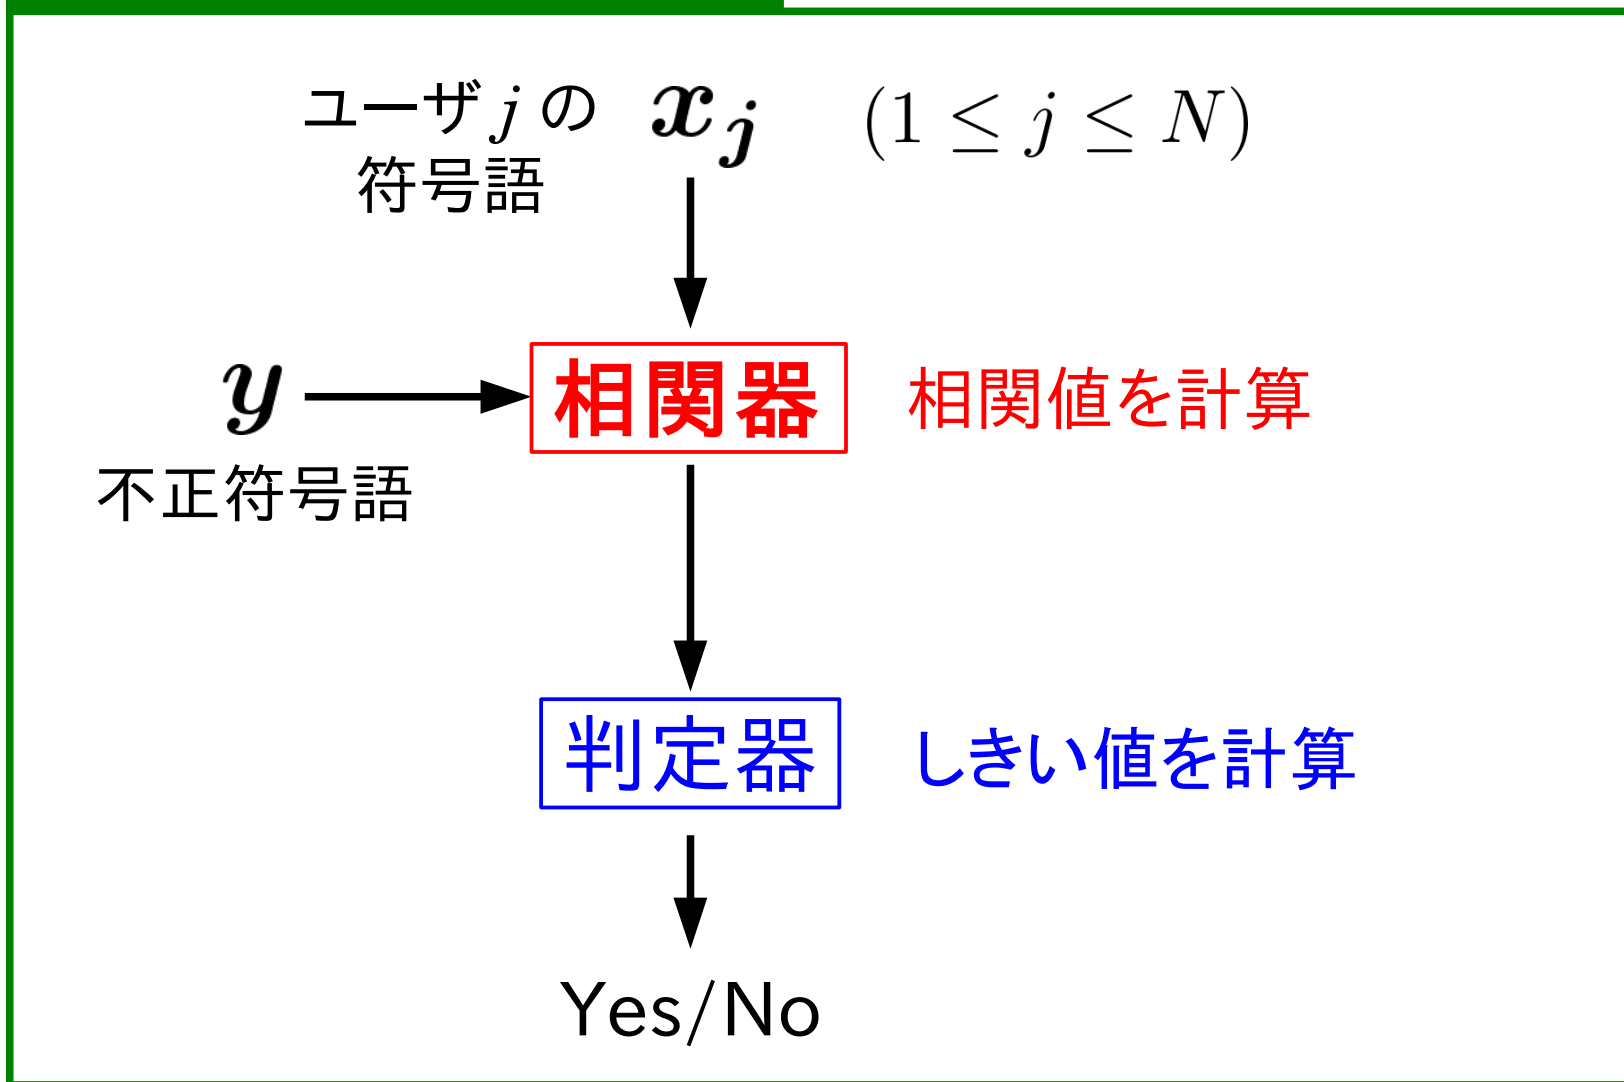 ユーザ j の 符号語
x_j (1 ≤ j ≤ N)
y
不正符号語
相関器 相関値を計算
判定器 しきい値を計算
Yes/No